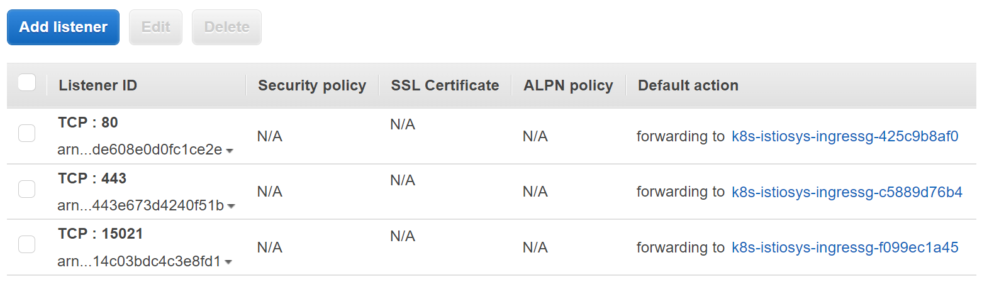 Add listener Edit Delete
Listener ID Security policy SSL Certificate ALPN policy Default action
TCP : 80
arn...de608e0d0fc1ce2e N/A N/A N/A forwarding to k8s-istiosys-ingressg-425c9b8af0
TCP : 443
arn...443e673d4240f51b N/A N/A N/A forwarding to k8s-istiosys-ingressg-c5889d76b4
TCP : 15021
arn...14c03bdc4c3e8fd1 N/A N/A N/A forwarding to k8s-istiosys-ingressg-f099ec1a45